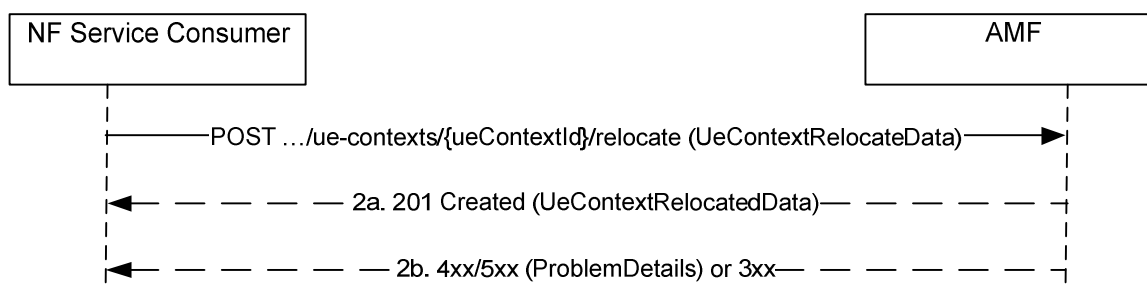 NF Service Consumer
AMF
POST …/ue-contexts/{ueContextId}/relocate (UeContextRelocateData)
2a. 201 Created (UeContextRelocatedData)
2b. 4xx/5xx (ProblemDetails) or 3xx